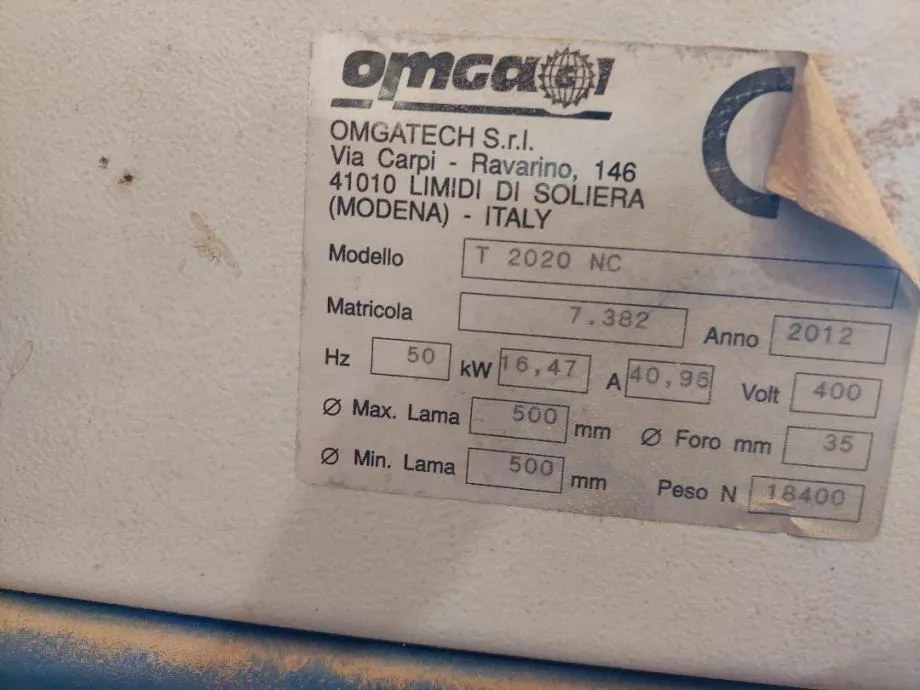 omga
OMGATECH S.r.l.
Via Carpi - Ravarino, 146
41010 LIMIDI DI SOLIERA
(MODENA) - ITALY
Modello T 2020 NC
Matricola 7.382 Anno 2012
Hz 50 kW 16,47 A 40,96 Volt 400
Ø Max. Lama 500 mm Ø Foro mm 35
Ø Min. Lama 500 mm Peso N 18400